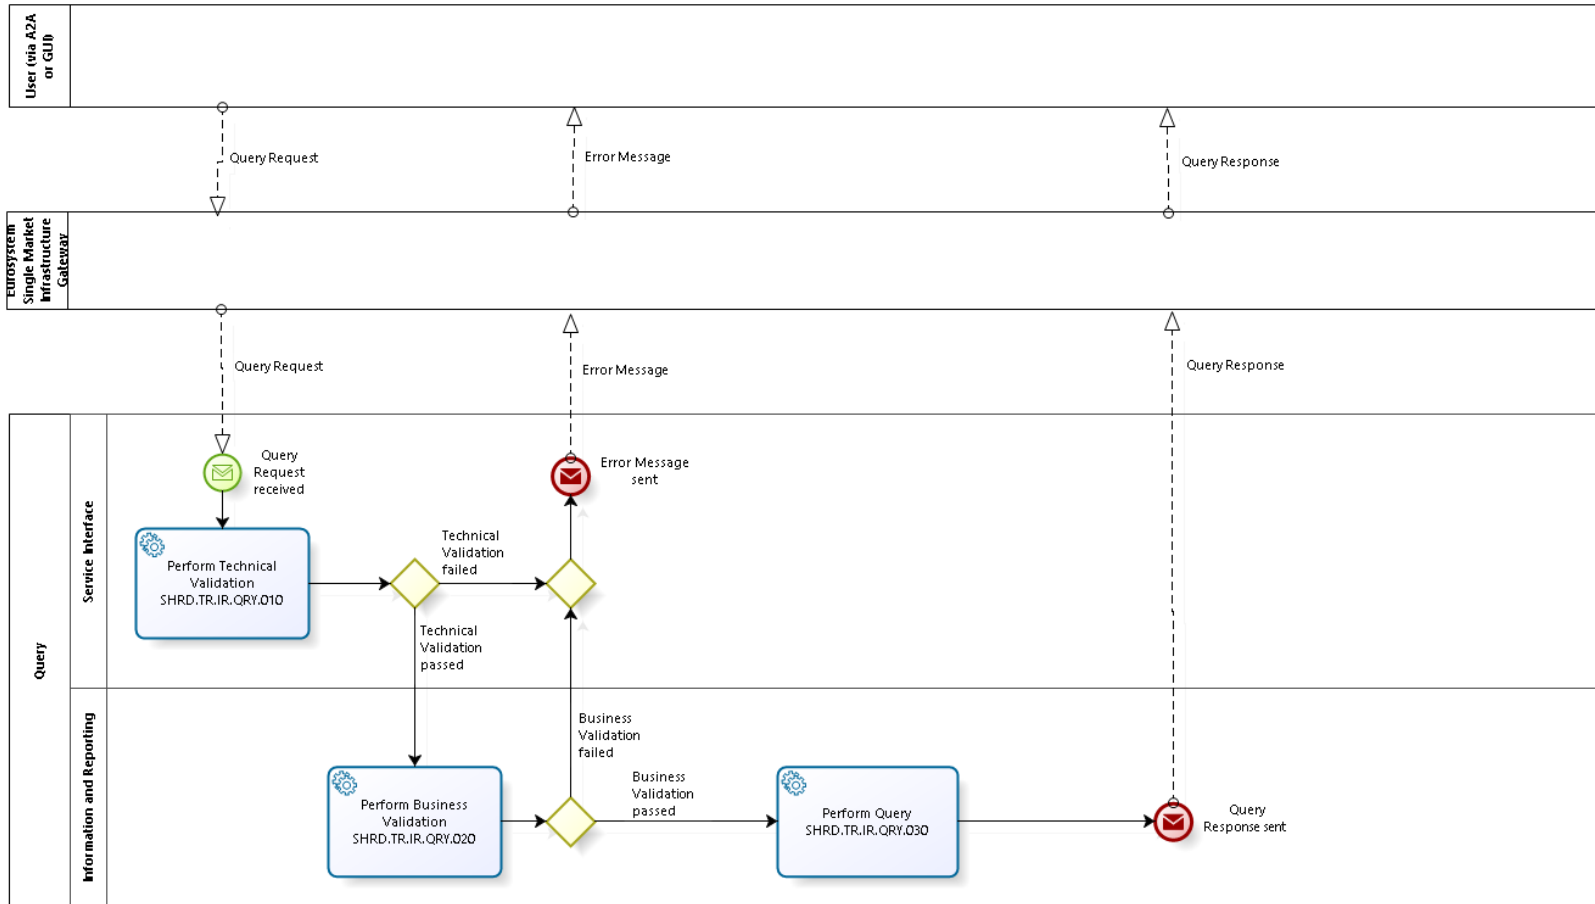 User (via A2A
or GUI)
Query Request
Error Message
Query Response
Eurosystem
Single Market
Infrastructure
Gateway
Query Request
Error Message
Query Response
Query
Service Interface
Query
Request
received
Error Message
sent
Perform Technical
Validation
SHRD.TR.IR.QRY.010
Technical
Validation
failed
Technical
Validation
passed
Information and Reporting
Business
Validation
failed
Perform Business
Validation
SHRD.TR.IR.QRY.020
Business
Validation
passed
Perform Query
SHRD.TR.IR.QRY.030
Query
Response sent